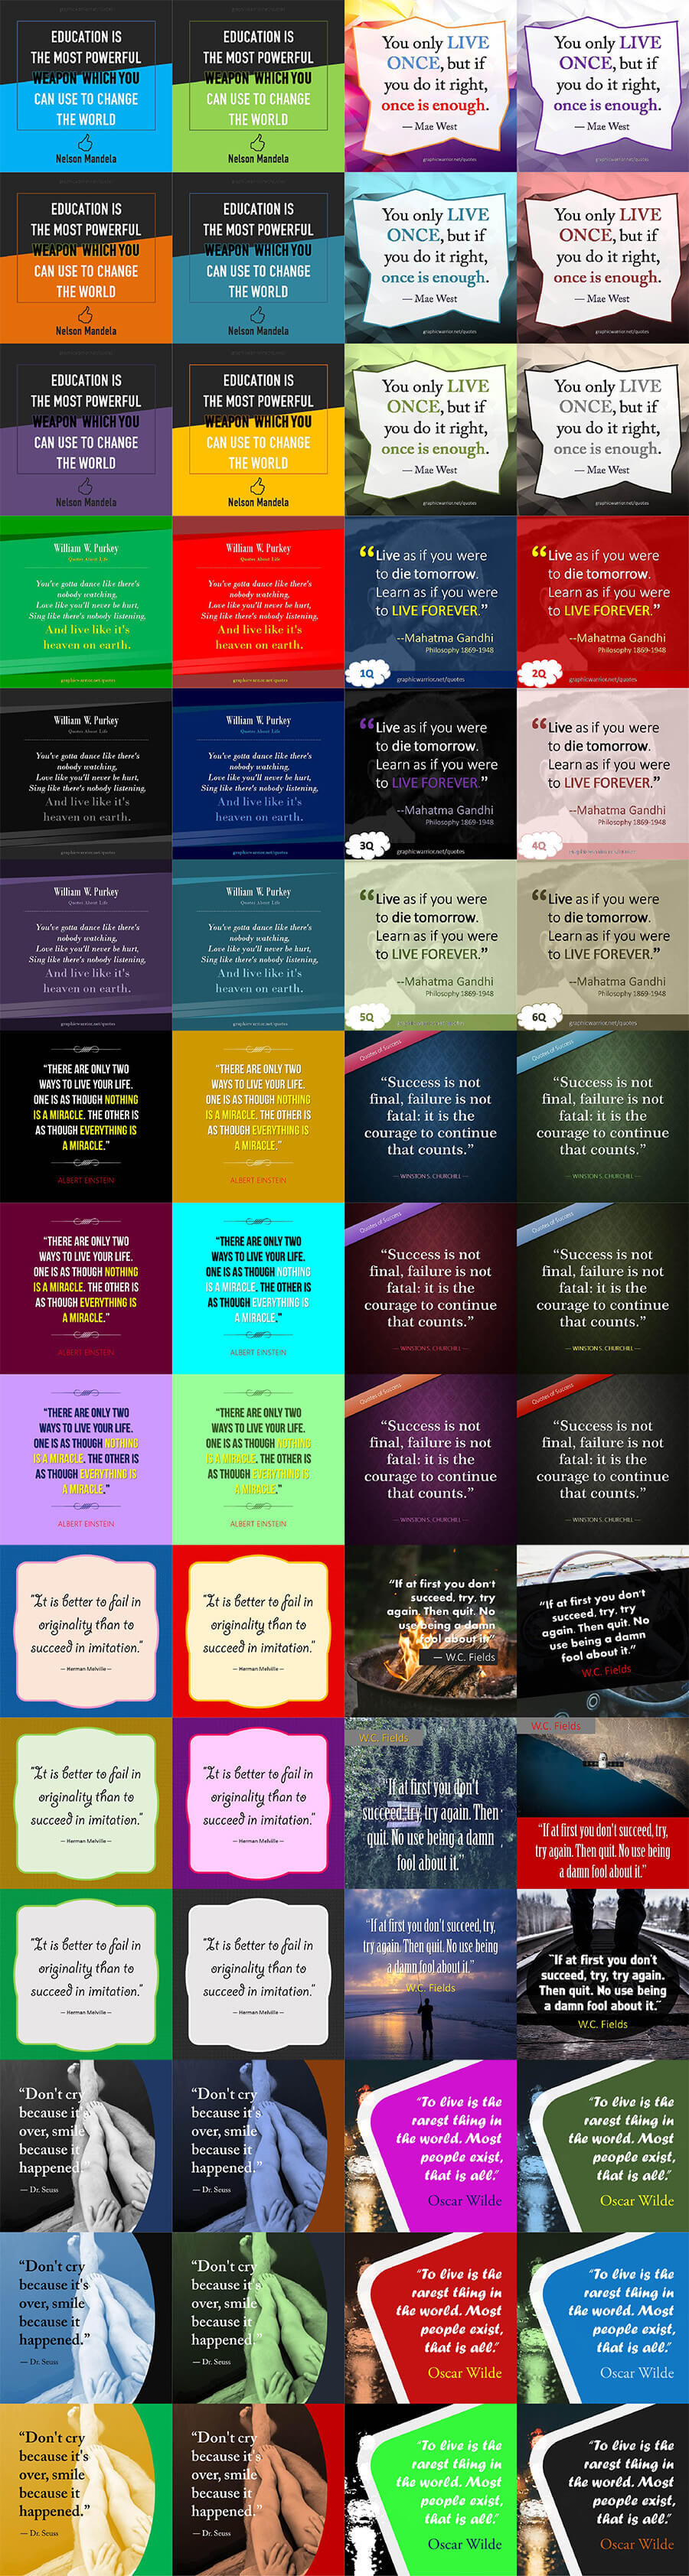 EDUCATION IS
THE MOST POWERFUL
WEAPON WHICH YOU
CAN USE TO CHANGE
THE WORLD
Nelson Mandela
EDUCATION IS
THE MOST POWERFUL
WEAPON WHICH YOU
CAN USE TO CHANGE
THE WORLD
Nelson Mandela
You only LIVE
ONCE, but if
you do it right,
once is enough.
— Mae West
graphicwarrior.net/quotes
You only LIVE
ONCE, but if
you do it right,
once is enough.
— Mae West
graphicwarrior.net/quotes
EDUCATION IS
THE MOST POWERFUL
WEAPON WHICH YOU
CAN USE TO CHANGE
THE WORLD
Nelson Mandela
EDUCATION IS
THE MOST POWERFUL
WEAPON WHICH YOU
CAN USE TO CHANGE
THE WORLD
Nelson Mandela
You only LIVE
ONCE, but if
you do it right,
once is enough.
— Mae West
graphicwarrior.net/quotes
You only LIVE
ONCE, but if
you do it right,
once is enough.
— Mae West
graphicwarrior.net/quotes
EDUCATION IS
THE MOST POWERFUL
WEAPON WHICH YOU
CAN USE TO CHANGE
THE WORLD
Nelson Mandela
EDUCATION IS
THE MOST POWERFUL
WEAPON WHICH YOU
CAN USE TO CHANGE
THE WORLD
Nelson Mandela
You only LIVE
ONCE, but if
you do it right,
once is enough.
— Mae West
graphicwarrior.net/quotes
You only LIVE
ONCE, but if
you do it right,
once is enough.
— Mae West
graphicwarrior.net/quotes
William W. Purkey
Quotes About Life
You've gotta dance like there's
nobody watching,
Love like you'll never be hurt,
Sing like there's nobody listening,
And live like it's
heaven on earth.
graphicwarrior.net/quotes
William W. Purkey
Quotes About Life
You've gotta dance like there's
nobody watching,
Love like you'll never be hurt,
Sing like there's nobody listening,
And live like it's
heaven on earth.
graphicwarrior.net/quotes
“Live as if you were
to die tomorrow.
Learn as if you were
to LIVE FOREVER.”
--Mahatma Gandhi
Philosophy 1869-1948
1Q
graphicwarrior.net/quotes
“Live as if you were
to die tomorrow.
Learn as if you were
to LIVE FOREVER.”
--Mahatma Gandhi
Philosophy 1869-1948
2Q
graphicwarrior.net/quotes
William W. Purkey
Quotes About Life
You've gotta dance like there's
nobody watching,
Love like you'll never be hurt,
Sing like there's nobody listening,
And live like it's
heaven on earth.
graphicwarrior.net/quotes
William W. Purkey
Quotes About Life
You've gotta dance like there's
nobody watching,
Love like you'll never be hurt,
Sing like there's nobody listening,
And live like it's
heaven on earth.
graphicwarrior.net/quotes
“Live as if you were
to die tomorrow.
Learn as if you were
to LIVE FOREVER.”
--Mahatma Gandhi
Philosophy 1869-1948
3Q
graphicwarrior.net/quotes
“Live as if you were
to die tomorrow.
Learn as if you were
to LIVE FOREVER.”
--Mahatma Gandhi
Philosophy 1869-1948
4Q
graphicwarrior.net/quotes
William W. Purkey
Quotes About Life
You've gotta dance like there's
nobody watching,
Love like you'll never be hurt,
Sing like there's nobody listening,
And live like it's
heaven on earth.
graphicwarrior.net/quotes
William W. Purkey
Quotes About Life
You've gotta dance like there's
nobody watching,
Love like you'll never be hurt,
Sing like there's nobody listening,
And live like it's
heaven on earth.
graphicwarrior.net/quotes
“Live as if you were
to die tomorrow.
Learn as if you were
to LIVE FOREVER.”
--Mahatma Gandhi
Philosophy 1869-1948
5Q
graphicwarrior.net/quotes
“Live as if you were
to die tomorrow.
Learn as if you were
to LIVE FOREVER.”
--Mahatma Gandhi
Philosophy 1869-1948
6Q
graphicwarrior.net/quotes
“THERE ARE ONLY TWO
WAYS TO LIVE YOUR LIFE.
ONE IS AS THOUGH NOTHING
IS A MIRACLE. THE OTHER IS
AS THOUGH EVERYTHING IS
A MIRACLE.”
ALBERT EINSTEIN
“THERE ARE ONLY TWO
WAYS TO LIVE YOUR LIFE.
ONE IS AS THOUGH NOTHING
IS A MIRACLE. THE OTHER IS
AS THOUGH EVERYTHING IS
A MIRACLE.”
ALBERT EINSTEIN
Quotes of Success
“Success is not
final, failure is not
fatal: it is the
courage to continue
that counts.”
— WINSTON S. CHURCHILL —
Quotes of Success
“Success is not
final, failure is not
fatal: it is the
courage to continue
that counts.”
— WINSTON S. CHURCHILL —
“THERE ARE ONLY TWO
WAYS TO LIVE YOUR LIFE.
ONE IS AS THOUGH NOTHING
IS A MIRACLE. THE OTHER IS
AS THOUGH EVERYTHING IS
A MIRACLE.”
ALBERT EINSTEIN
“THERE ARE ONLY TWO
WAYS TO LIVE YOUR LIFE.
ONE IS AS THOUGH NOTHING
IS A MIRACLE. THE OTHER IS
AS THOUGH EVERYTHING IS
A MIRACLE.”
ALBERT EINSTEIN
Quotes of Success
“Success is not
final, failure is not
fatal: it is the
courage to continue
that counts.”
— WINSTON S. CHURCHILL —
Quotes of Success
“Success is not
final, failure is not
fatal: it is the
courage to continue
that counts.”
— WINSTON S. CHURCHILL —
“THERE ARE ONLY TWO
WAYS TO LIVE YOUR LIFE.
ONE IS AS THOUGH NOTHING
IS A MIRACLE. THE OTHER IS
AS THOUGH EVERYTHING IS
A MIRACLE.”
ALBERT EINSTEIN
“THERE ARE ONLY TWO
WAYS TO LIVE YOUR LIFE.
ONE IS AS THOUGH NOTHING
IS A MIRACLE. THE OTHER IS
AS THOUGH EVERYTHING IS
A MIRACLE.”
ALBERT EINSTEIN
Quotes of Success
“Success is not
final, failure is not
fatal: it is the
courage to continue
that counts.”
— WINSTON S. CHURCHILL —
Quotes of Success
“Success is not
final, failure is not
fatal: it is the
courage to continue
that counts.”
— WINSTON S. CHURCHILL —
"It is better to fail in
originality than to
succeed in imitation."
— Herman Melville —
"It is better to fail in
originality than to
succeed in imitation."
— Herman Melville —
“If at first you don't
succeed, try, try
again. Then quit. No
use being a damn
fool about it.”
— W.C. Fields
“If at first you don't
succeed, try, try
again. Then quit. No
use being a damn
fool about it.”
W.C. Fields
"It is better to fail in
originality than to
succeed in imitation."
— Herman Melville —
"It is better to fail in
originality than to
succeed in imitation."
— Herman Melville —
W.C. Fields
“If at first you don't
succeed, try, try again. Then
quit. No use being a damn
fool about it.”
W.C. Fields
“If at first you don't succeed, try,
try again. Then quit. No use being
a damn fool about it.”
"It is better to fail in
originality than to
succeed in imitation."
— Herman Melville —
"It is better to fail in
originality than to
succeed in imitation."
— Herman Melville —
“If at first you don't succeed, try,
try again. Then quit. No use being
a damn fool about it.”
W.C. Fields
“If at first you don't
succeed, try, try again.
Then quit. No use being
a damn fool about it.”
W.C. Fields
“Don't cry
because it's
over, smile
because it
happened.”
— Dr. Seuss
“Don't cry
because it's
over, smile
because it
happened.”
— Dr. Seuss
“To live is the
rarest thing in
the world. Most
people exist,
that is all.”
Oscar Wilde
“To live is the
rarest thing in
the world. Most
people exist,
that is all.”
Oscar Wilde
“Don't cry
because it's
over, smile
because it
happened.”
— Dr. Seuss
“Don't cry
because it's
over, smile
because it
happened.”
— Dr. Seuss
“To live is the
rarest thing in
the world. Most
people exist,
that is all.”
Oscar Wilde
“To live is the
rarest thing in
the world. Most
people exist,
that is all.”
Oscar Wilde
“Don't cry
because it's
over, smile
because it
happened.”
— Dr. Seuss
“Don't cry
because it's
over, smile
because it
happened.”
— Dr. Seuss
“To live is the
rarest thing in
the world. Most
people exist,
that is all.”
Oscar Wilde
“To live is the
rarest thing in
the world. Most
people exist,
that is all.”
Oscar Wilde